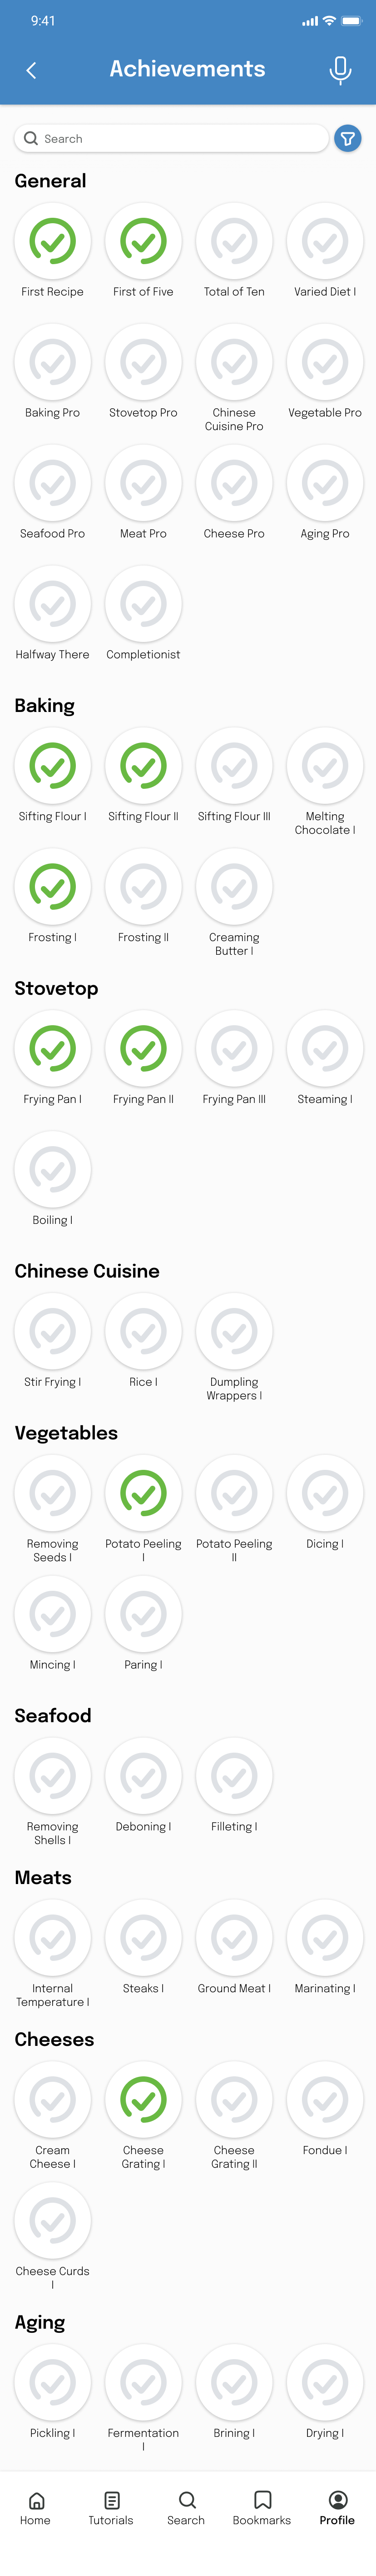 9:41
Achievements
Search
General
First Recipe
First of Five
Total of Ten
Varied Diet I
Baking Pro
Stovetop Pro
Chinese
Cuisine Pro
Vegetable Pro
Seafood Pro
Meat Pro
Cheese Pro
Aging Pro
Halfway There
Completionist
Baking
Sifting Flour I
Sifting Flour II
Sifting Flour III
Melting
Chocolate I
Frosting I
Frosting II
Creaming
Butter I
Stovetop
Frying Pan I
Frying Pan II
Frying Pan III
Steaming I
Boiling I
Chinese Cuisine
Stir Frying I
Rice I
Dumpling
Wrappers I
Vegetables
Removing
Seeds I
Potato Peeling
I
Potato Peeling
II
Dicing I
Mincing I
Paring I
Seafood
Removing
Shells I
Deboning I
Filleting I
Meats
Internal
Temperature I
Steaks I
Ground Meat I
Marinating I
Cheeses
Cream
Cheese I
Cheese
Grating I
Cheese
Grating II
Fondue I
Cheese Curds
I
Aging
Pickling I
Fermentation
I
Brining I
Drying I
Home
Tutorials
Search
Bookmarks
Profile